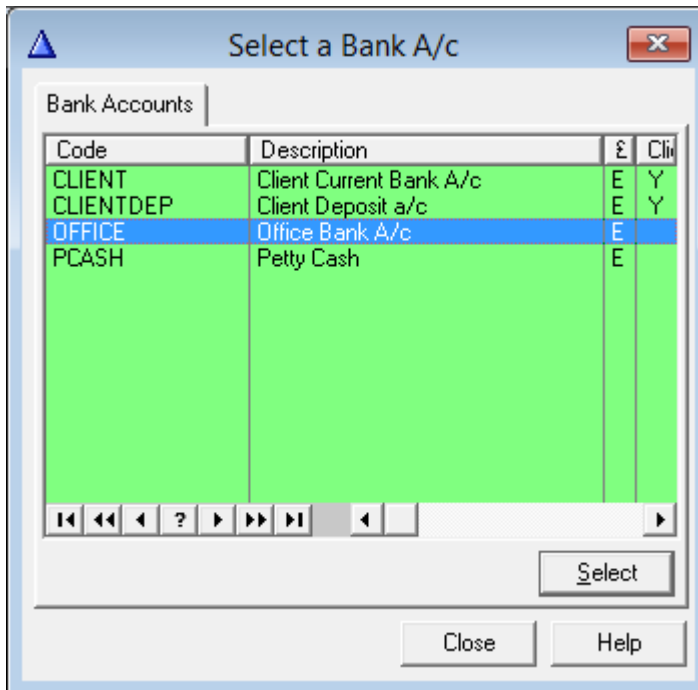 Select a Bank A/c
Bank Accounts
Code Description £ Cli
CLIENT Client Current Bank A/c E Y
CLIENTDEP Client Deposit a/c E Y
OFFICE Office Bank A/c E
PCASH Petty Cash E
?
Select
Close Help